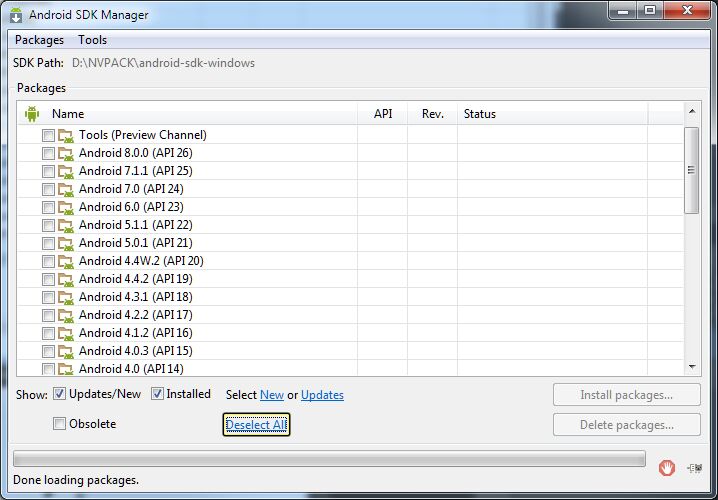 Android SDK Manager
Packages Tools
SDK Path: D:\NVPACK\android-sdk-windows
Packages
Name API Rev. Status
Tools (Preview Channel)
Android 8.0.0 (API 26)
Android 7.1.1 (API 25)
Android 7.0 (API 24)
Android 6.0 (API 23)
Android 5.1.1 (API 22)
Android 5.0.1 (API 21)
Android 4.4W.2 (API 20)
Android 4.4.2 (API 19)
Android 4.3.1 (API 18)
Android 4.2.2 (API 17)
Android 4.1.2 (API 16)
Android 4.0.3 (API 15)
Android 4.0 (API 14)
Show: Updates/New Installed Select New or Updates Install packages...
Obsolete Deselect All Delete packages...
Done loading packages.